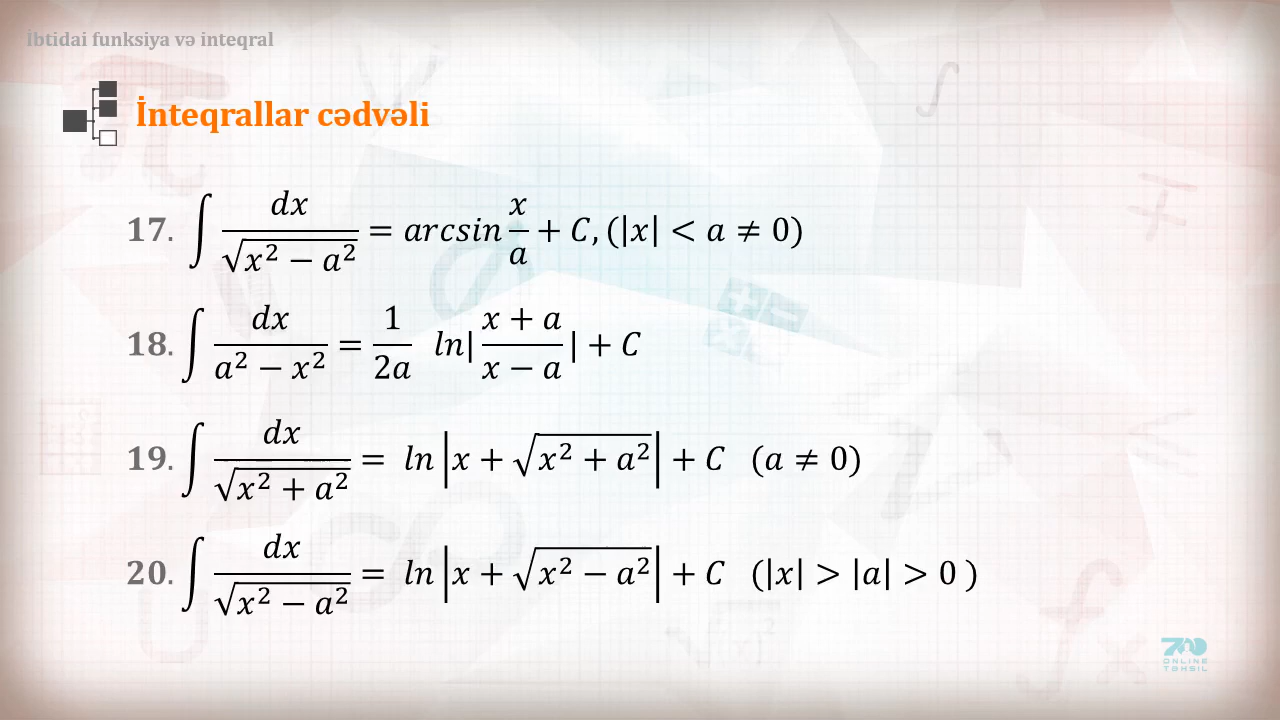 İbtidai funksiya və inteqral
İnteqrallar cədvəli
17. ∫ dx/√(x² − a²) = arcsin x/a + C, (|x| < a ≠ 0)
18. ∫ dx/(a² − x²) = 1/2a ln| (x + a)/(x − a) | + C
19. ∫ dx/√(x² + a²) = ln |x + √(x² + a²)| + C (a ≠ 0)
20. ∫ dx/√(x² − a²) = ln |x + √(x² − a²)| + C (|x| > |a| > 0 )
ONLINE
TƏHSİL